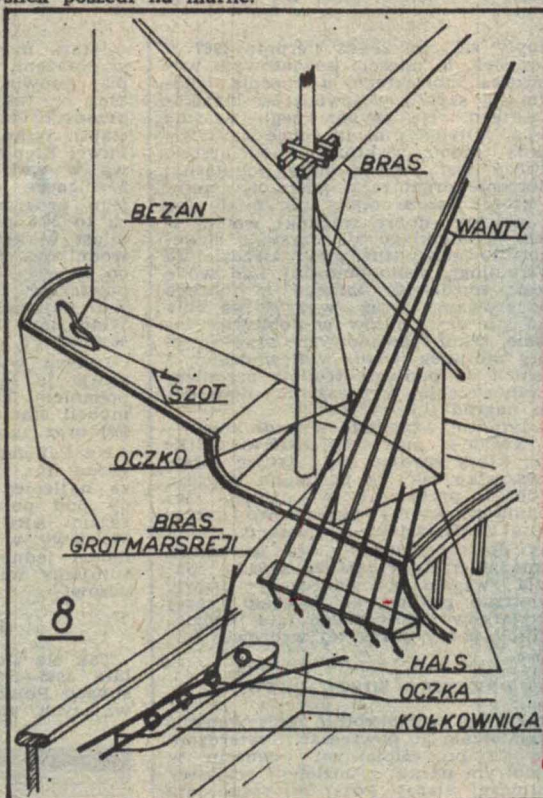 BRAS
BEZAN
WANTY
SZOT
OCZKO
BRAS
GROTMARSREJI
8
HALS
OCZKA
KOŁKOWNICA